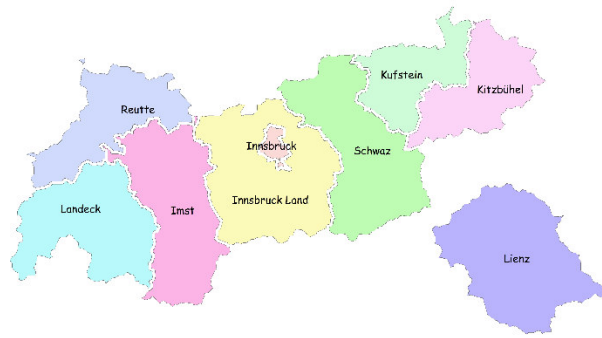 Kufstein
Kitzbühel
Reutte
Innsbruck
Schwaz
Landeck
Imst
Innsbruck Land
Lienz